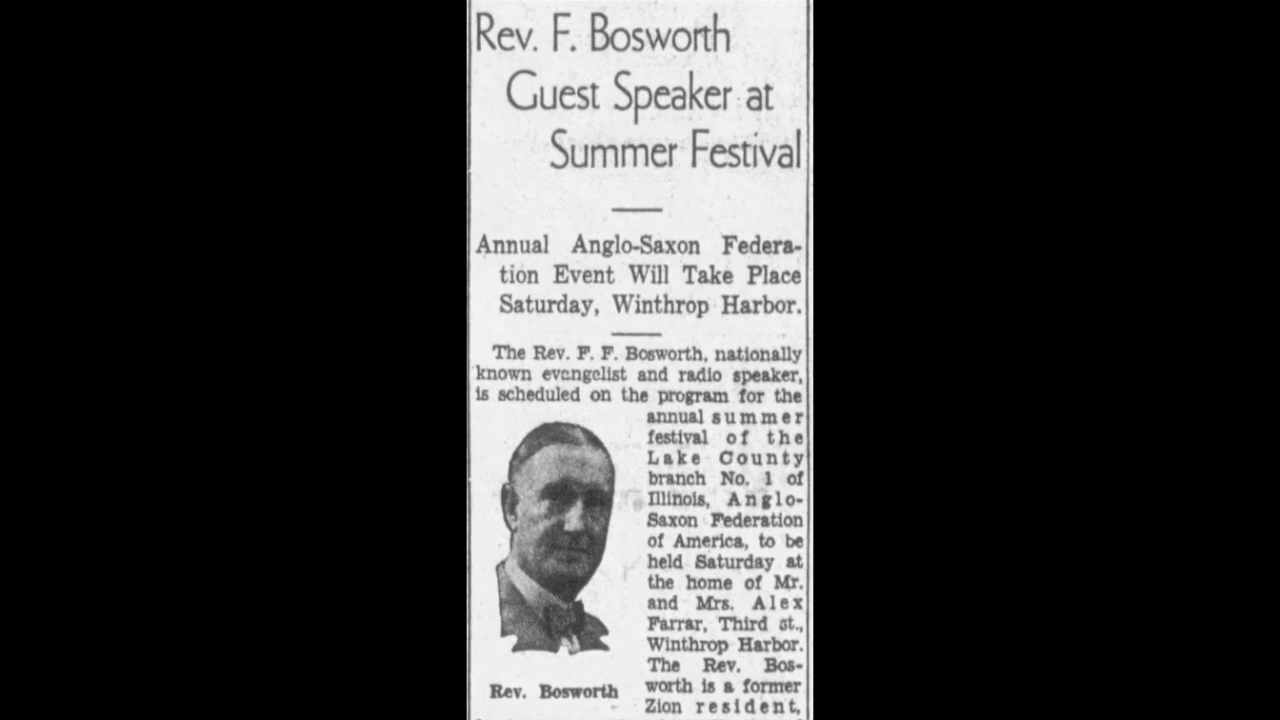 Rev. F. Bosworth
Guest Speaker at
Summer Festival
Annual Anglo-Saxon Federa-
tion Event Will Take Place
Saturday, Winthrop Harbor.
The Rev. F. F. Bosworth, nationally
known evangelist and radio speaker,
is scheduled on the program for the
annual summer
festival of the
Lake County
branch No. 1 of
Illinois, Anglo-
Saxon Federation
of America, to be
held Saturday at
the home of Mr.
and Mrs. Alex
Farrar, Third st.,
Winthrop Harbor.
The Rev. Bos-
worth is a former
Zion resident,
Rev. Bosworth